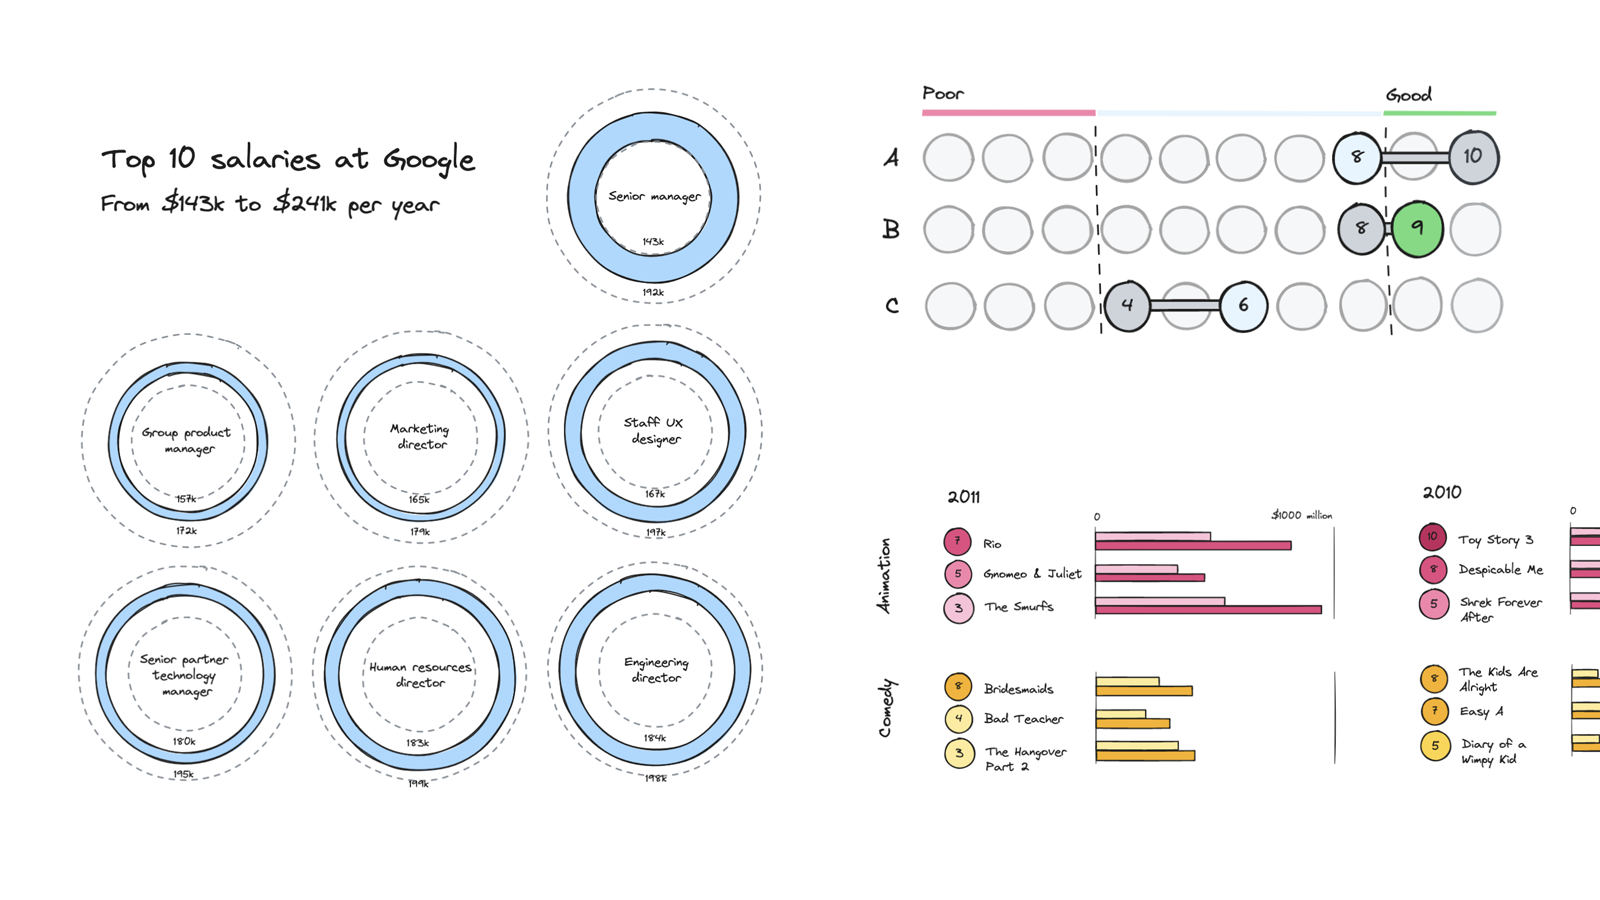 Top 10 salaries at Google
From $143k to $241k per year
Senior manager
143k
192k
Group product
manager
157k
172k
Marketing
director
165k
179k
Staff UX
designer
167k
197k
Senior partner
technology
manager
180k
195k
Human resources
director
183k
199k
Engineering
director
184k
198k
Poor
Good
A
8
10
B
8
9
C
4
6
2011
0
$1000 million
Animation
7
Rio
5
Gnomeo & Juliet
3
The Smurfs
Comedy
8
Bridesmaids
4
Bad Teacher
3
The Hangover
Part 2
2010
0
10
Toy Story 3
8
Despicable Me
5
Shrek Forever
After
8
The Kids Are
Alright
7
Easy A
5
Diary of a
Wimpy Kid